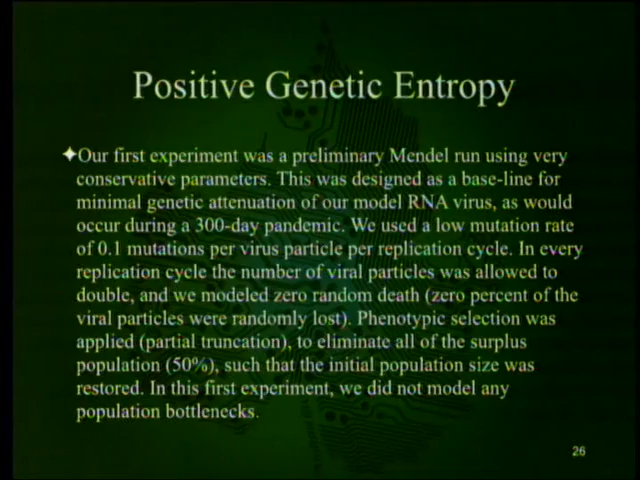 Positive Genetic Entropy
✦Our first experiment was a preliminary Mendel run using very
conservative parameters. This was designed as a base-line for
minimal genetic attenuation of our model RNA virus, as would
occur during a 300-day pandemic. We used a low mutation rate
of 0.1 mutations per virus particle per replication cycle. In every
replication cycle the number of viral particles was allowed to
double, and we modeled zero random death (zero percent of the
viral particles were randomly lost). Phenotypic selection was
applied (partial truncation), to eliminate all of the surplus
population (50%), such that the initial population size was
restored. In this first experiment, we did not model any
population bottlenecks.
26